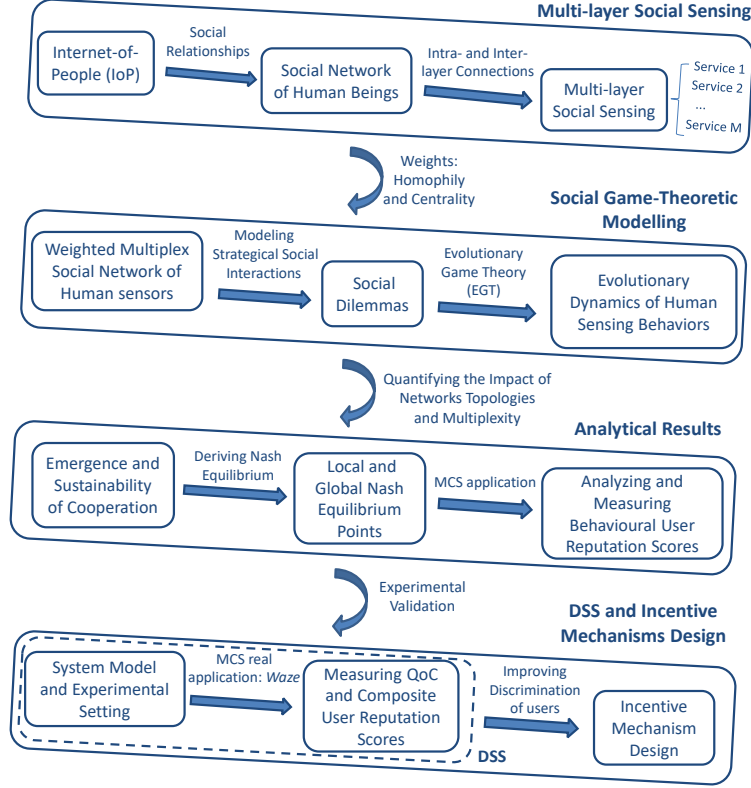 Multi-layer Social Sensing
Internet-of-
People (IoP)
Social
Relationships
Social Network
of Human Beings
Intra- and Inter-
layer Connections
Multi-layer
Social Sensing
Service 1
Service 2
...
Service M
Weights:
Homophily
and Centrality
Social Game-Theoretic
Modelling
Weighted Multiplex
Social Network of
Human sensors
Modeling
Strategical Social
Interactions
Social
Dilemmas
Evolutionary
Game Theory
(EGT)
Evolutionary
Dynamics of Human
Sensing Behaviors
Quantifying the Impact of
Networks Topologies
and Multiplexity
Analytical Results
Emergence and
Sustainability
of Cooperation
Deriving Nash
Equilibrium
Local and
Global Nash
Equilibrium
Points
MCS application
Analyzing and
Measuring
Behavioural User
Reputation Scores
Experimental
Validation
DSS and Incentive
Mechanisms Design
System Model
and Experimental
Setting
MCS real
application: Waze
Measuring QoC
and Composite
User Reputation
Scores
DSS
Improving
Discrimination
of users
Incentive
Mechanism
Design